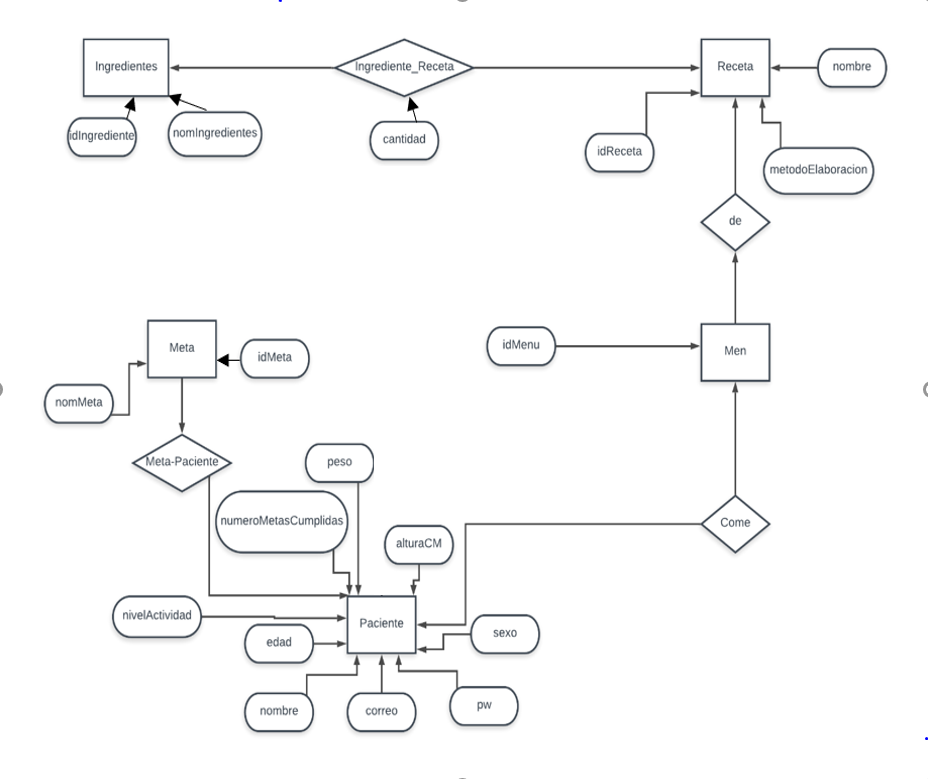 Ingredientes
Ingrediente_Receta
Receta
nombre
idIngrediente
nomIngredientes
cantidad
idReceta
metodoElaboracion
de
Meta
idMeta
idMenu
Men
nomMeta
Meta-Paciente
peso
numeroMetasCumplidas
alturaCM
Come
nivelActividad
Paciente
edad
sexo
nombre
correo
pw